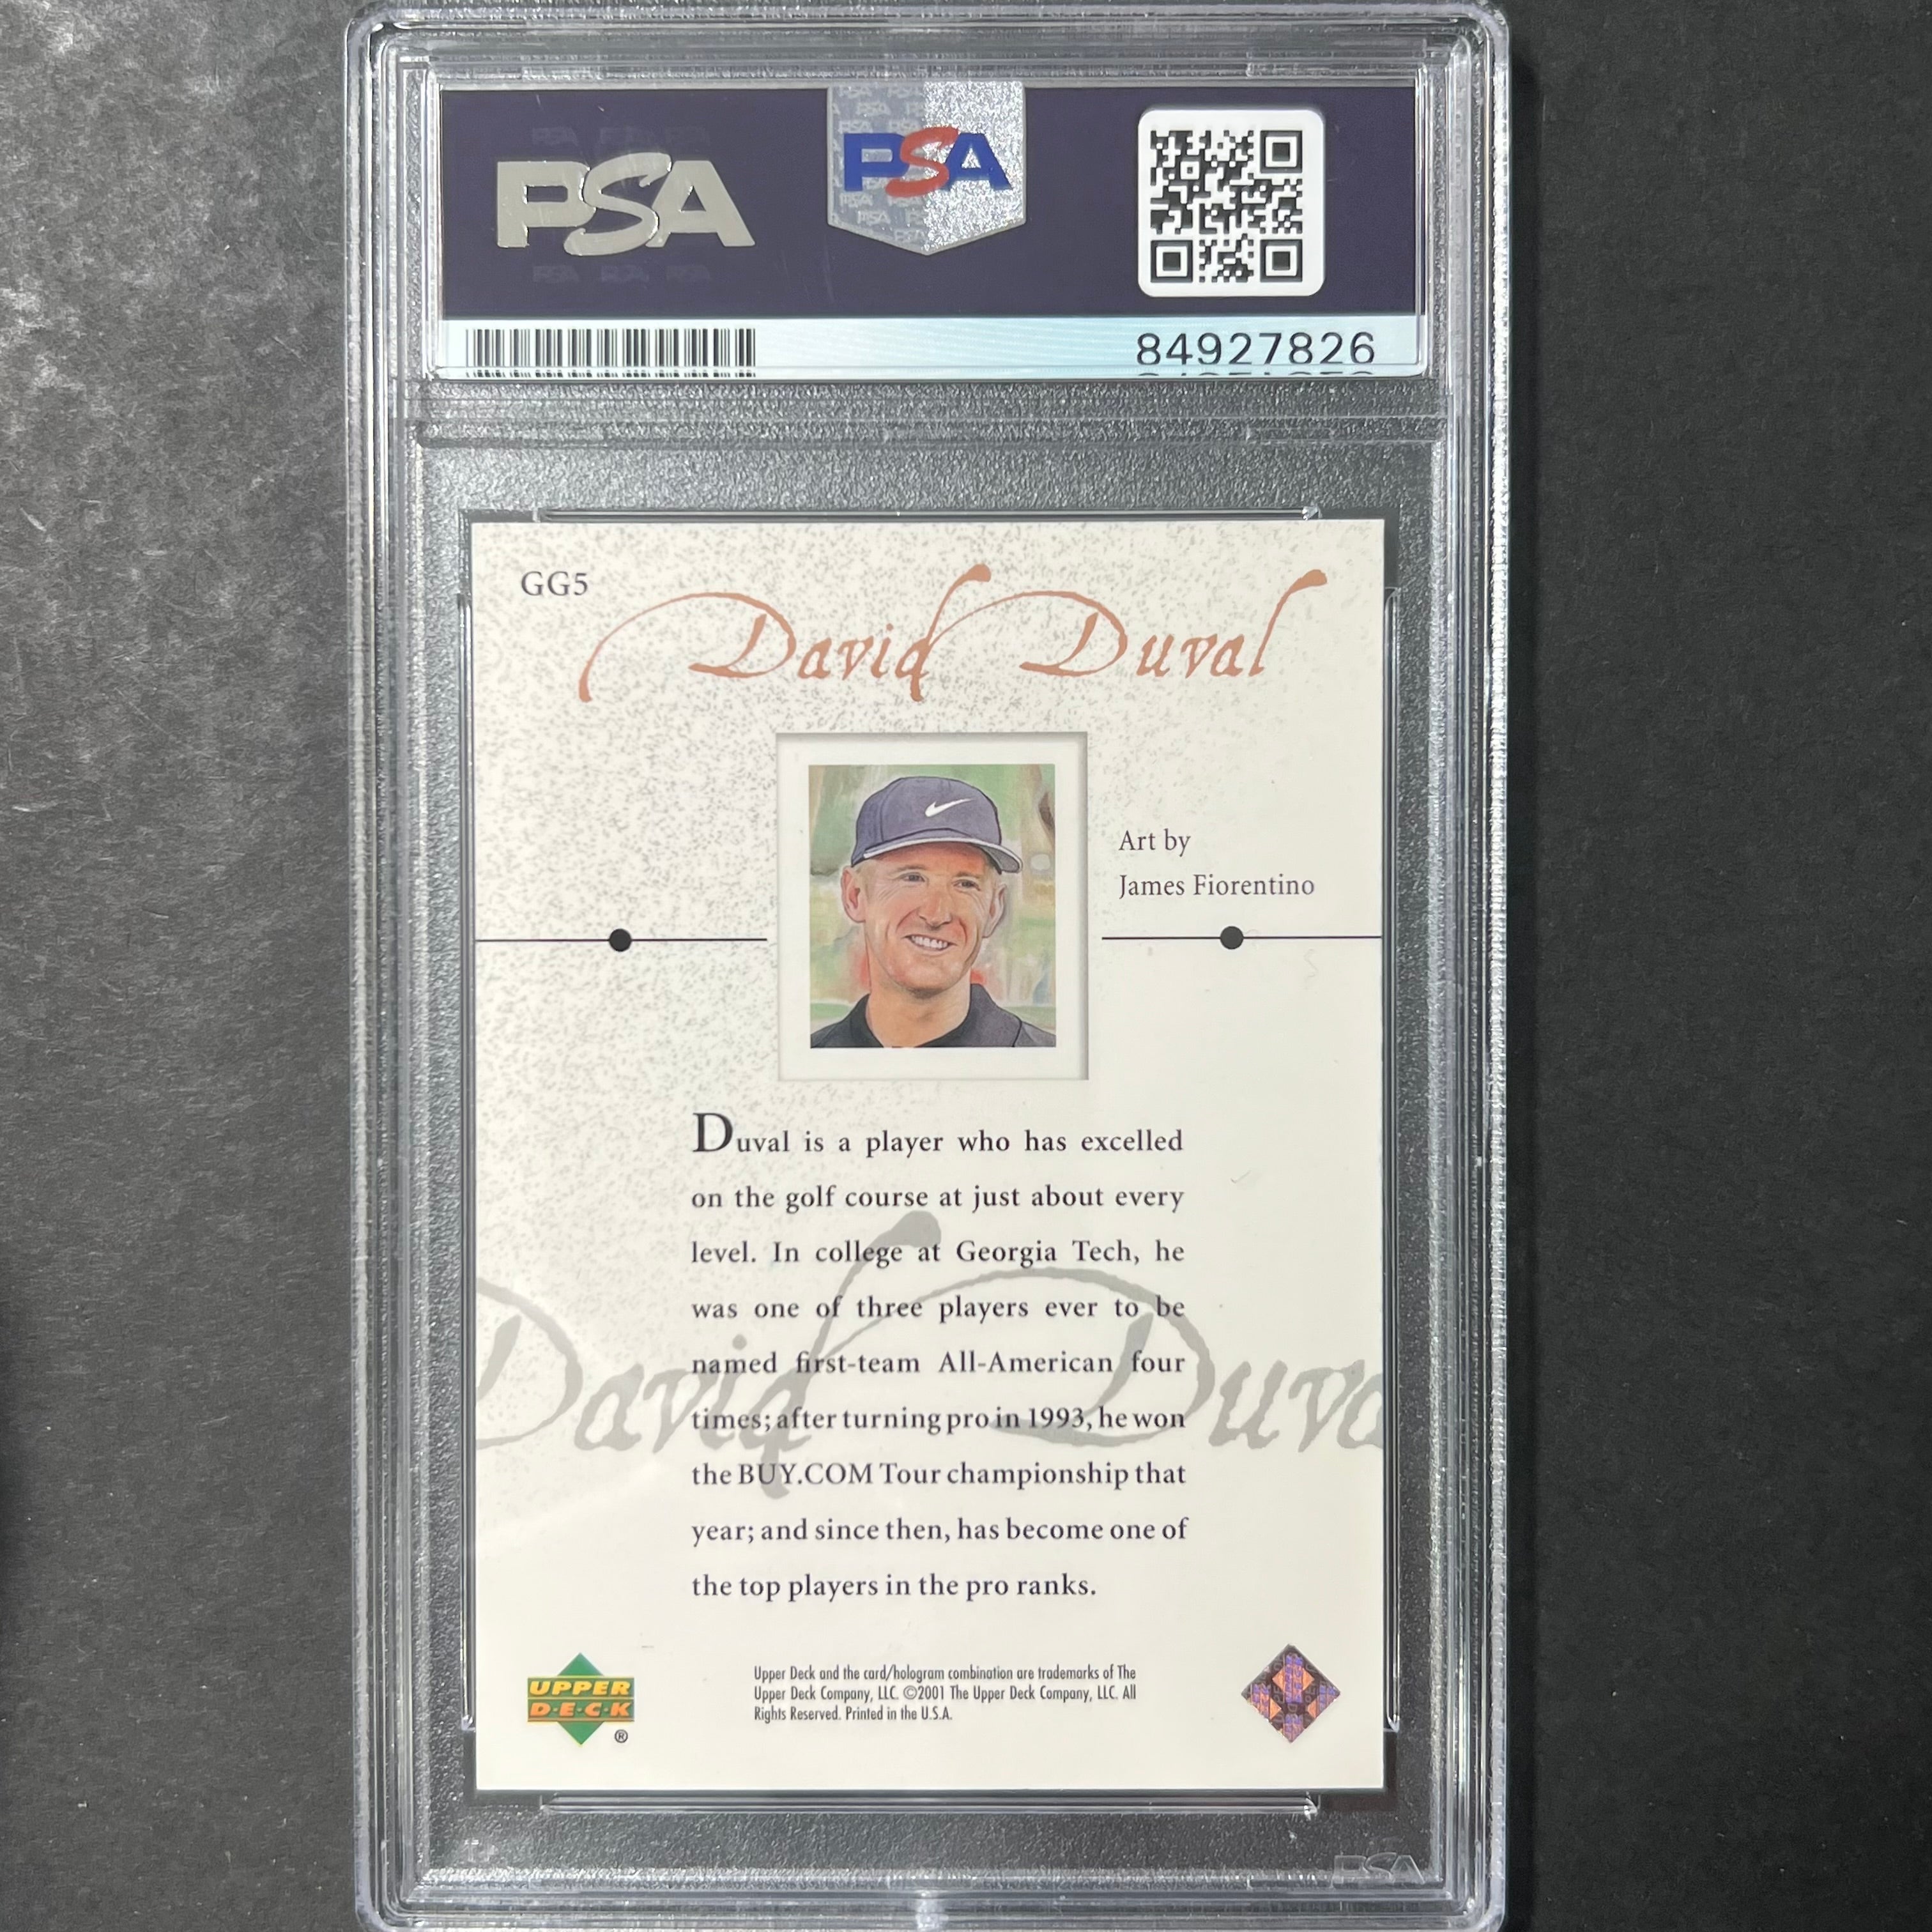 PSA
PSA
84927826
GG5
David Duval
Art by
James Fiorentino
Duval is a player who has excelled
on the golf course at just about every
level. In college at Georgia Tech, he
was one of three players ever to be
named first-team All-American four
times; after turning pro in 1993, he won
the BUY.COM Tour championship that
year; and since then, has become one of
the top players in the pro ranks.
David Duva
UPPER
D·E·C·K
®
Upper Deck and the card/hologram combination are trademarks of The
Upper Deck Company, LLC. ©2001 The Upper Deck Company, LLC. All
Rights Reserved. Printed in the U.S.A.
PSA